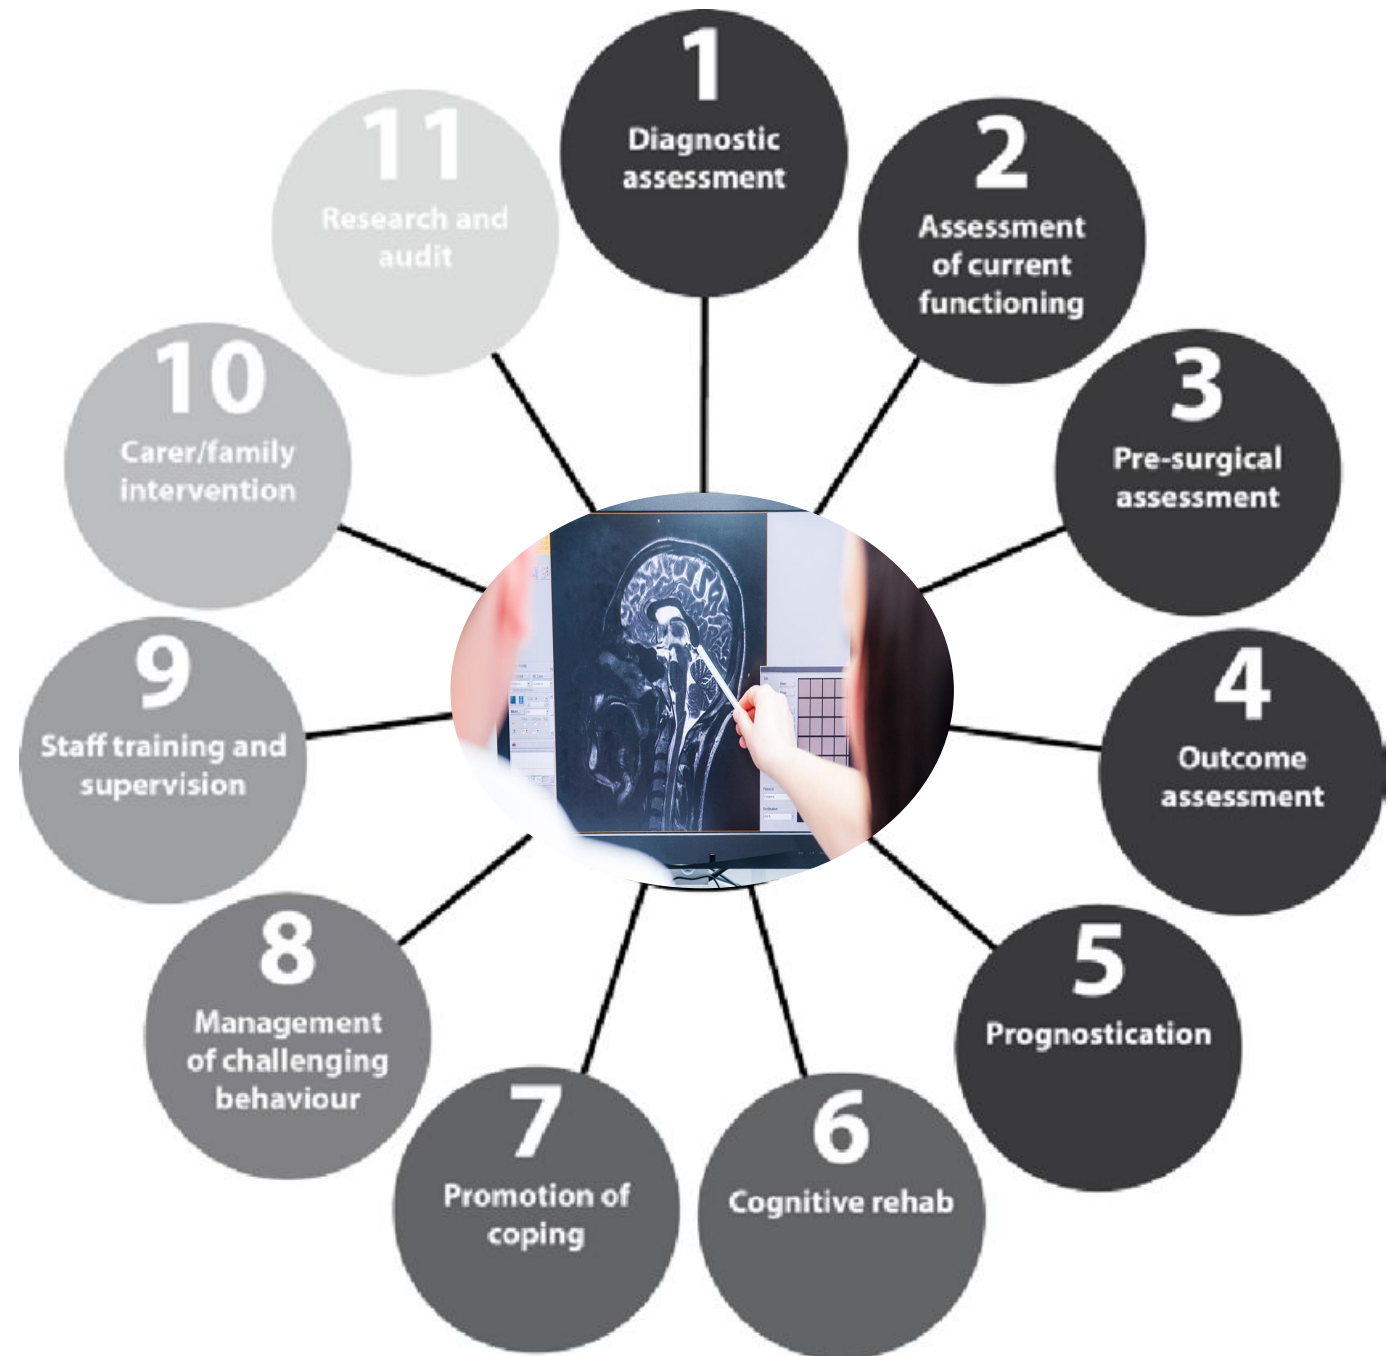 1
Diagnostic
assessment
2
Assessment
of current
functioning
3
Pre-surgical
assessment
4
Outcome
assessment
5
Prognostication
6
Cognitive rehab
7
Promotion of
coping
8
Management
of challenging
behaviour
9
Staff training and
supervision
10
Carer/family
intervention
11
Research and
audit